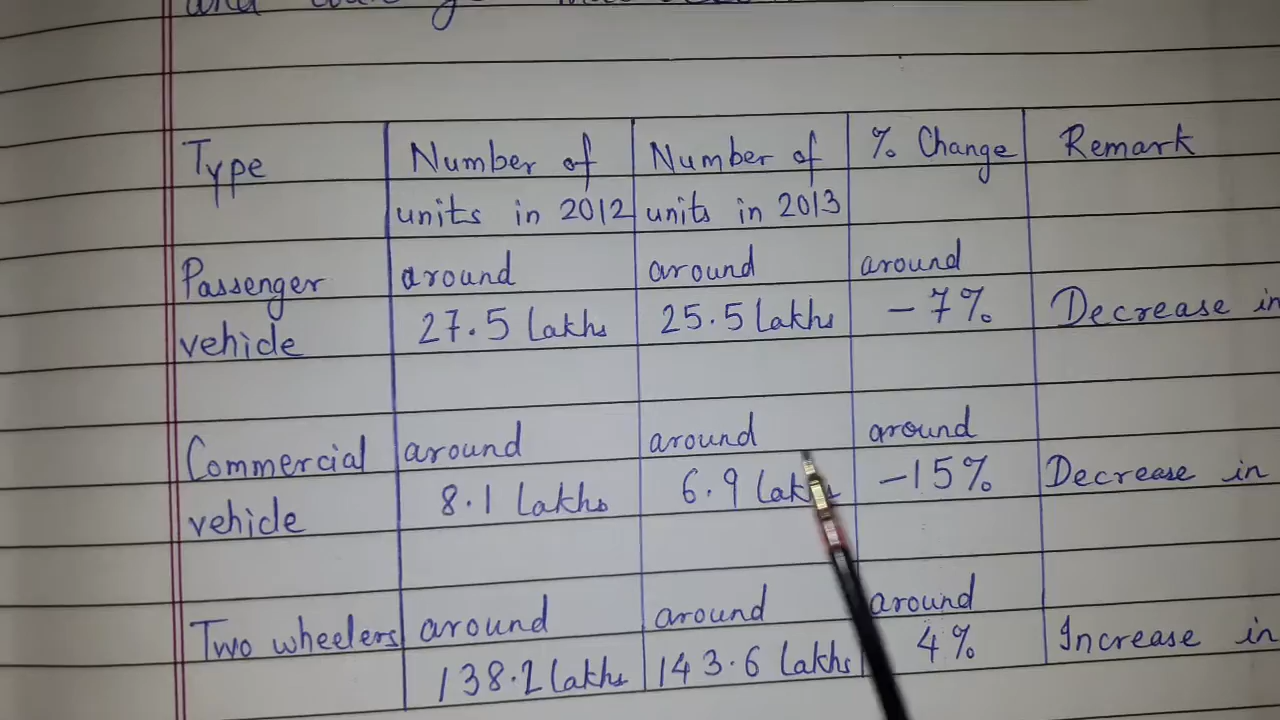 and
Type Number of Number of % Change Remark
units in 2012 units in 2013
Passenger around around around
vehicle 27.5 Lakhs 25.5 Lakhs -7% Decrease in
Commercial around around around
vehicle 8.1 Lakhs 6.9 -15% Decrease in
Two wheelers around around around
138.2 Lakhs 143.6 Lakhs 4% Increase in